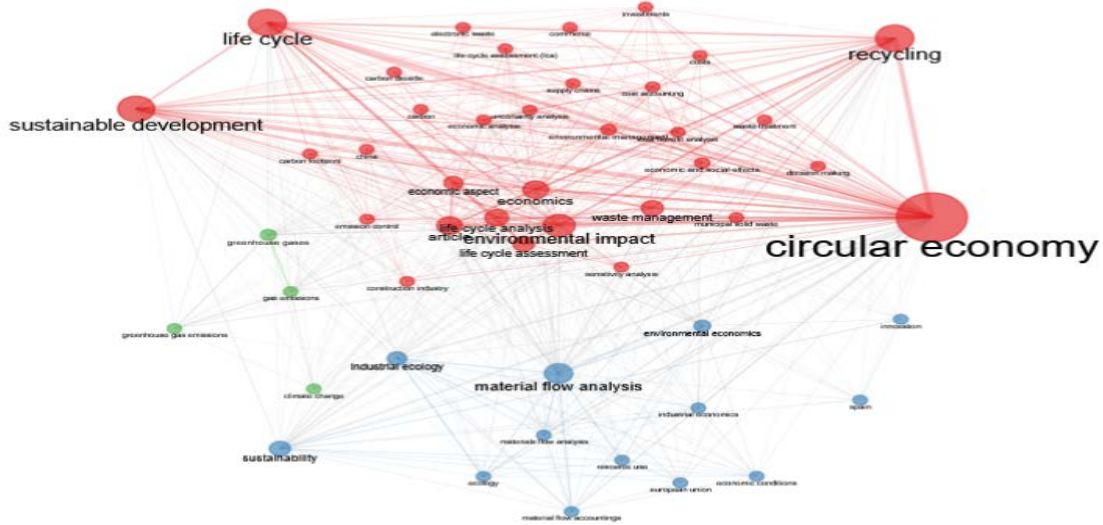 investments
life cycle
electronic waste
commerce
recycling
life cycle assessment (lca)
costs
carbon dioxide
supply chains
cost accounting
sustainable development
carbon
uncertainty analysis
economic analysis
environmental management
waste treatment
carbon footprint
china
economic and social effects
decision making
economic aspect
economics
waste management
emission control
municipal solid waste
life cycle analysis
article
environmental impact
circular economy
greenhouse gases
life cycle assessment
sensitivity analysis
construction industry
gas emissions
greenhouse gas emissions
environmental economics
innovation
industrial ecology
material flow analysis
climate change
spain
industrial economics
materials flow analysis
sustainability
resource use
ecology
european union
economic conditions
material flow accountings